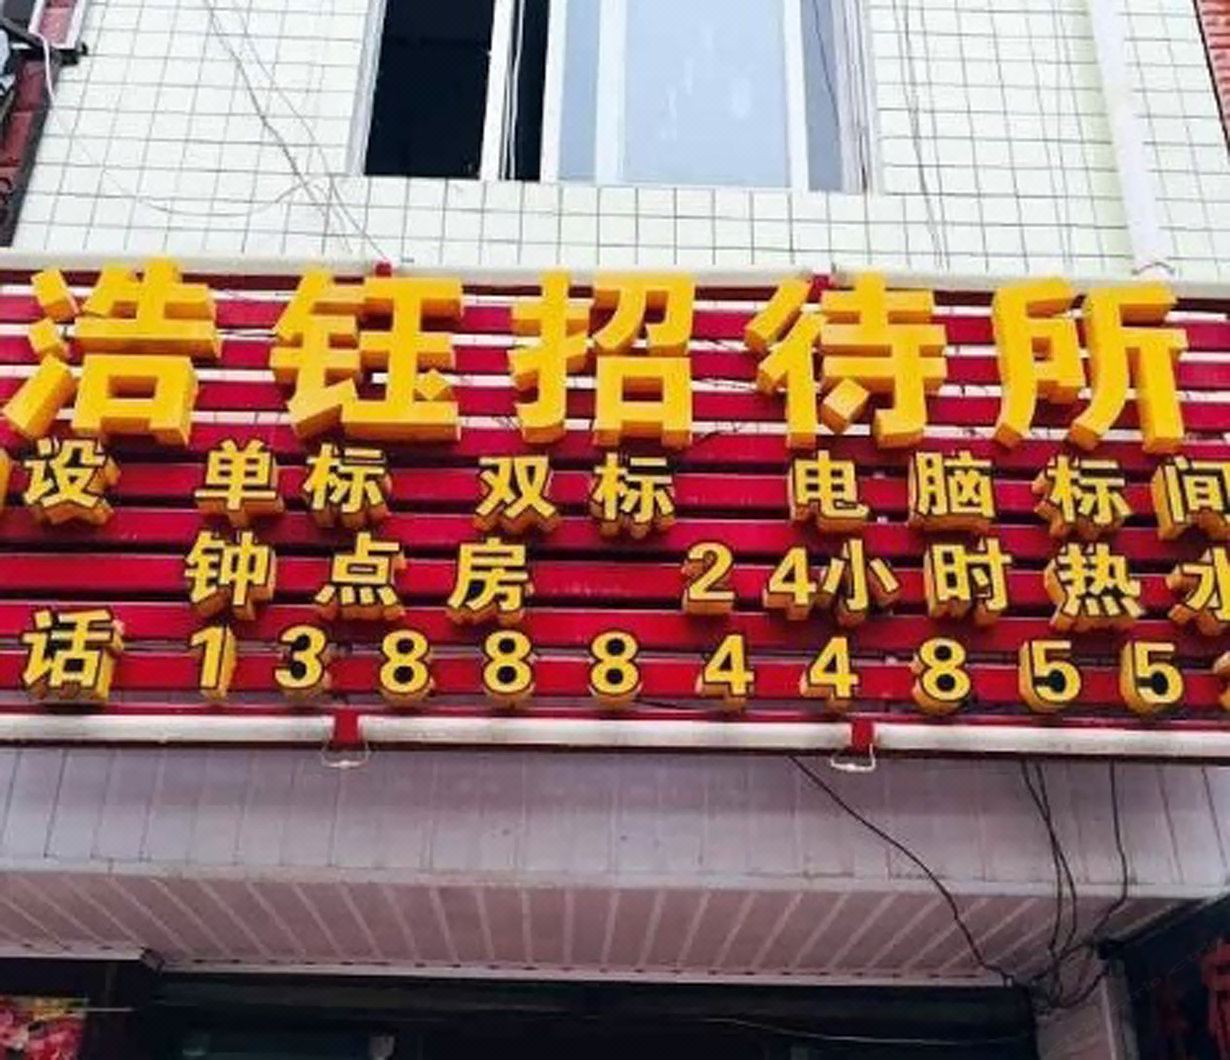 浩钰招待所
设 单标 双标 电脑标间
钟点房 24小时热水
话 1388844855